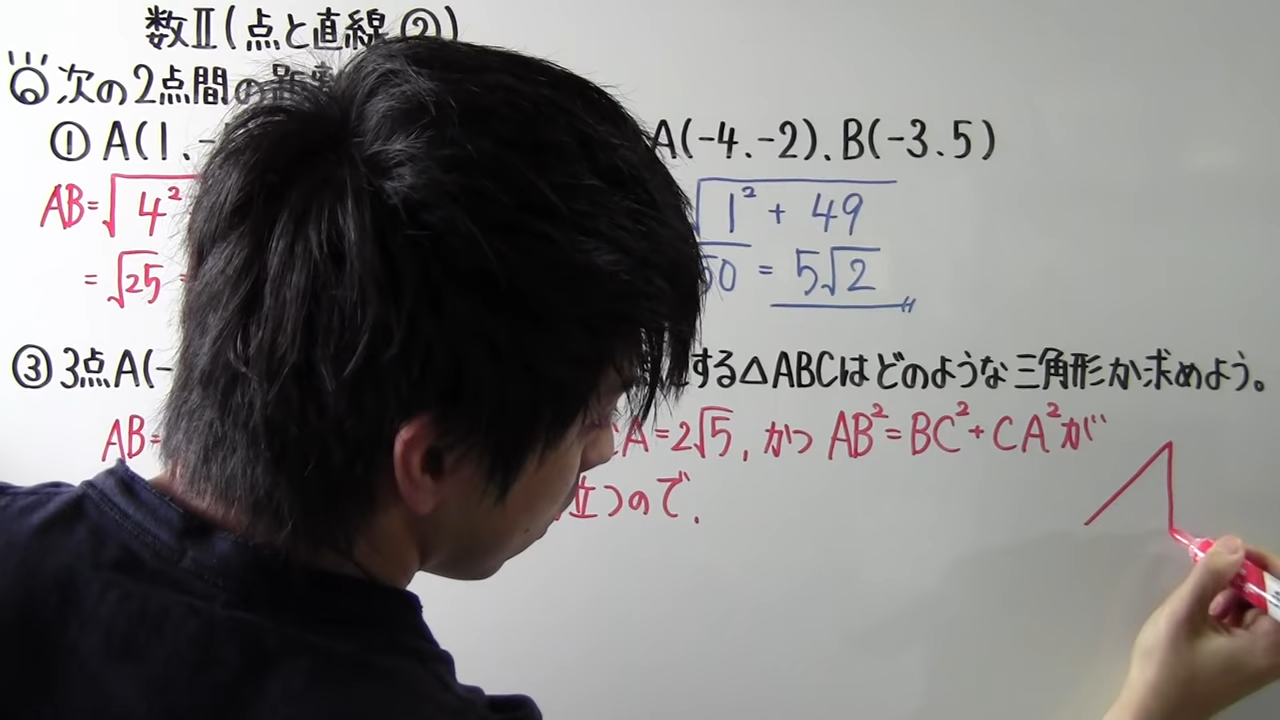 数Ⅱ(点と直線②)
次の2点間の距離
① A(1.-
A(-4.-2)、B(-3.5)
AB=√4²
√1² + 49
= √25 =
50 = 5√2
③ 3点A(-
する△ABCはどのような三角形か求めよう。
AB=
A=2√5, かつ AB²=BC²+CA²が
立つので,